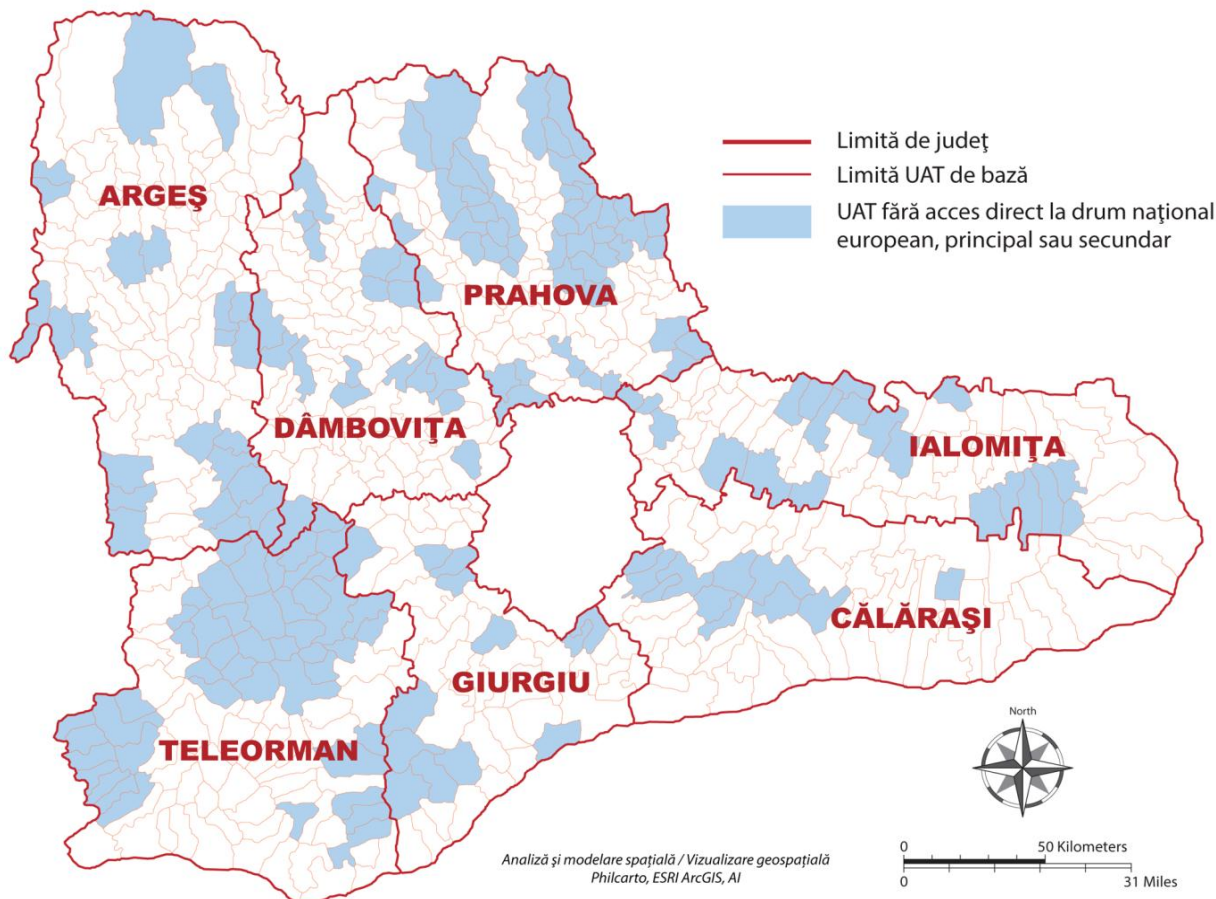 Limită de judeţ
Limită UAT de bază
UAT fără acces direct la drum naţional
european, principal sau secundar
ARGEŞ
PRAHOVA
DÂMBOVIŢA
IALOMIŢA
CĂLĂRAŞI
GIURGIU
TELEORMAN
North
0 50 Kilometers
0 31 Miles
Analiză şi modelare spaţială / Vizualizare geospaţială
Philcarto, ESRI ArcGIS, AI